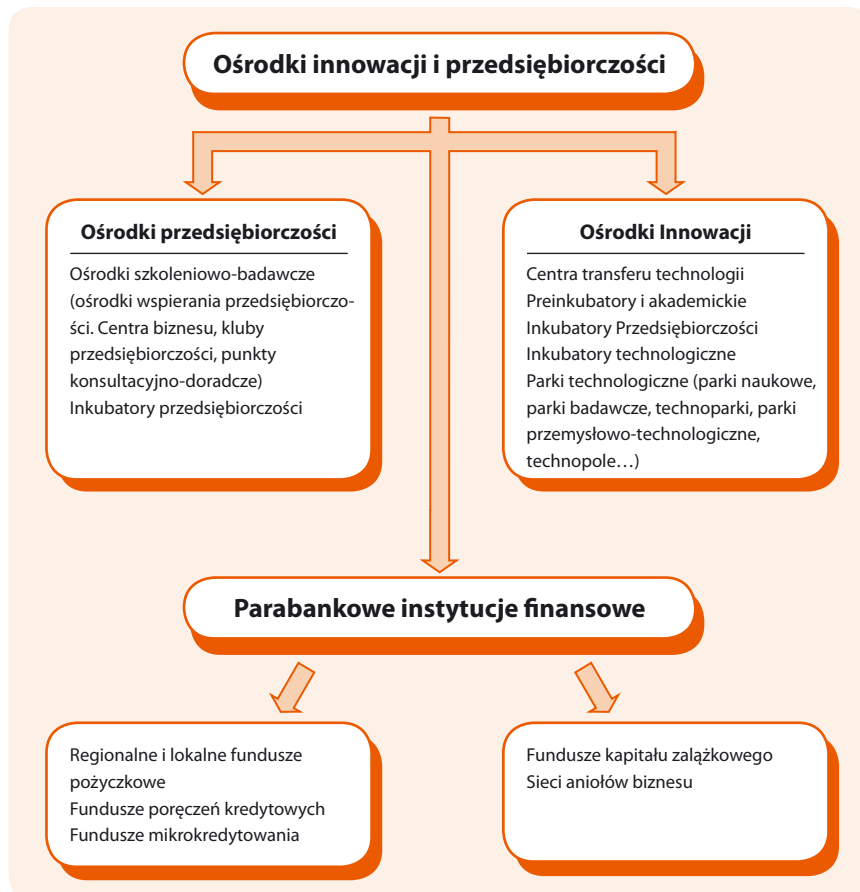 Ośrodki innowacji i przedsiębiorczości
Ośrodki przedsiębiorczości
Ośrodki szkoleniowo-badawcze
(ośrodki wspierania przedsiębiorczo-
ści. Centra biznesu, kluby
przedsiębiorczości, punkty
konsultacyjno-doradcze)
Inkubatory przedsiębiorczości
Ośrodki Innowacji
Centra transferu technologii
Preinkubatory i akademickie
Inkubatory Przedsiębiorczości
Inkubatory technologiczne
Parki technologiczne (parki naukowe,
parki badawcze, technoparki, parki
przemysłowo-technologiczne,
technopole…)
Parabankowe instytucje finansowe
Regionalne i lokalne fundusze
pożyczkowe
Fundusze poręczeń kredytowych
Fundusze mikrokredytowania
Fundusze kapitału zalążkowego
Sieci aniołów biznesu